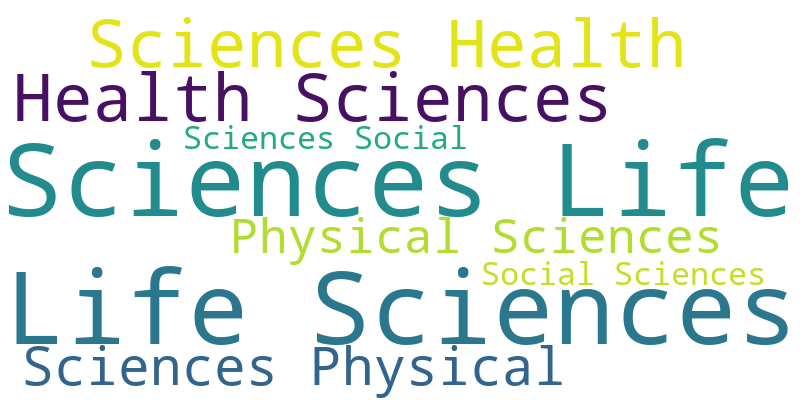 Sciences Health
Health Sciences
Sciences Social
Sciences Life
Physical Sciences
Social Sciences
Life Sciences
Sciences Physical